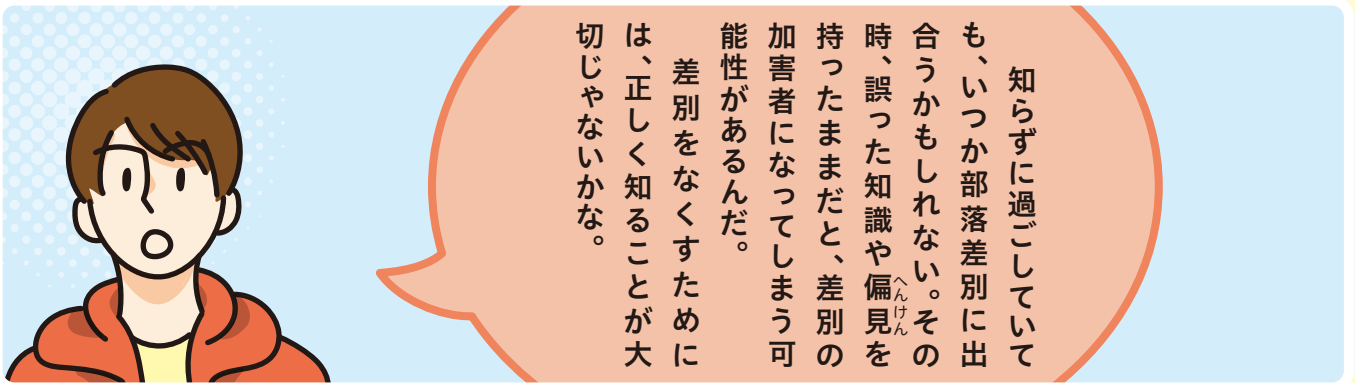 知らずに過ごしていて
も、いつか部落差別に出
合うかもしれない。その
時、誤った知識や偏見を
へんけん
持ったままだと、差別の
加害者になってしまう可
能性があるんだ。
差別をなくすために
は、正しく知ることが大
切じゃないかな。